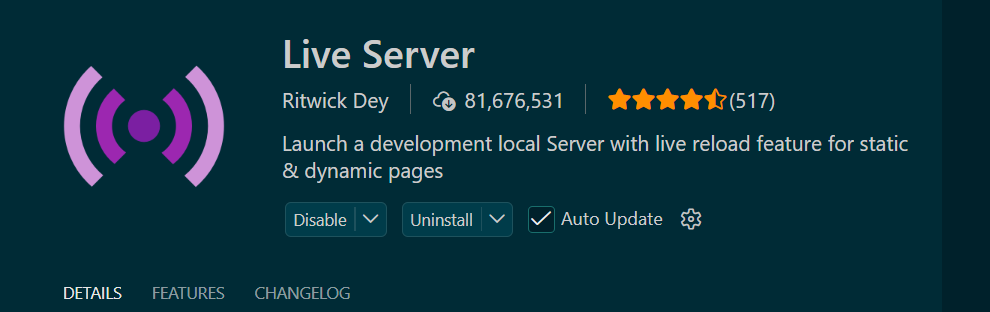 Live Server
Ritwick Dey 81,676,531 (517)
Launch a development local Server with live reload feature for static
& dynamic pages
Disable Uninstall Auto Update
DETAILS FEATURES CHANGELOG